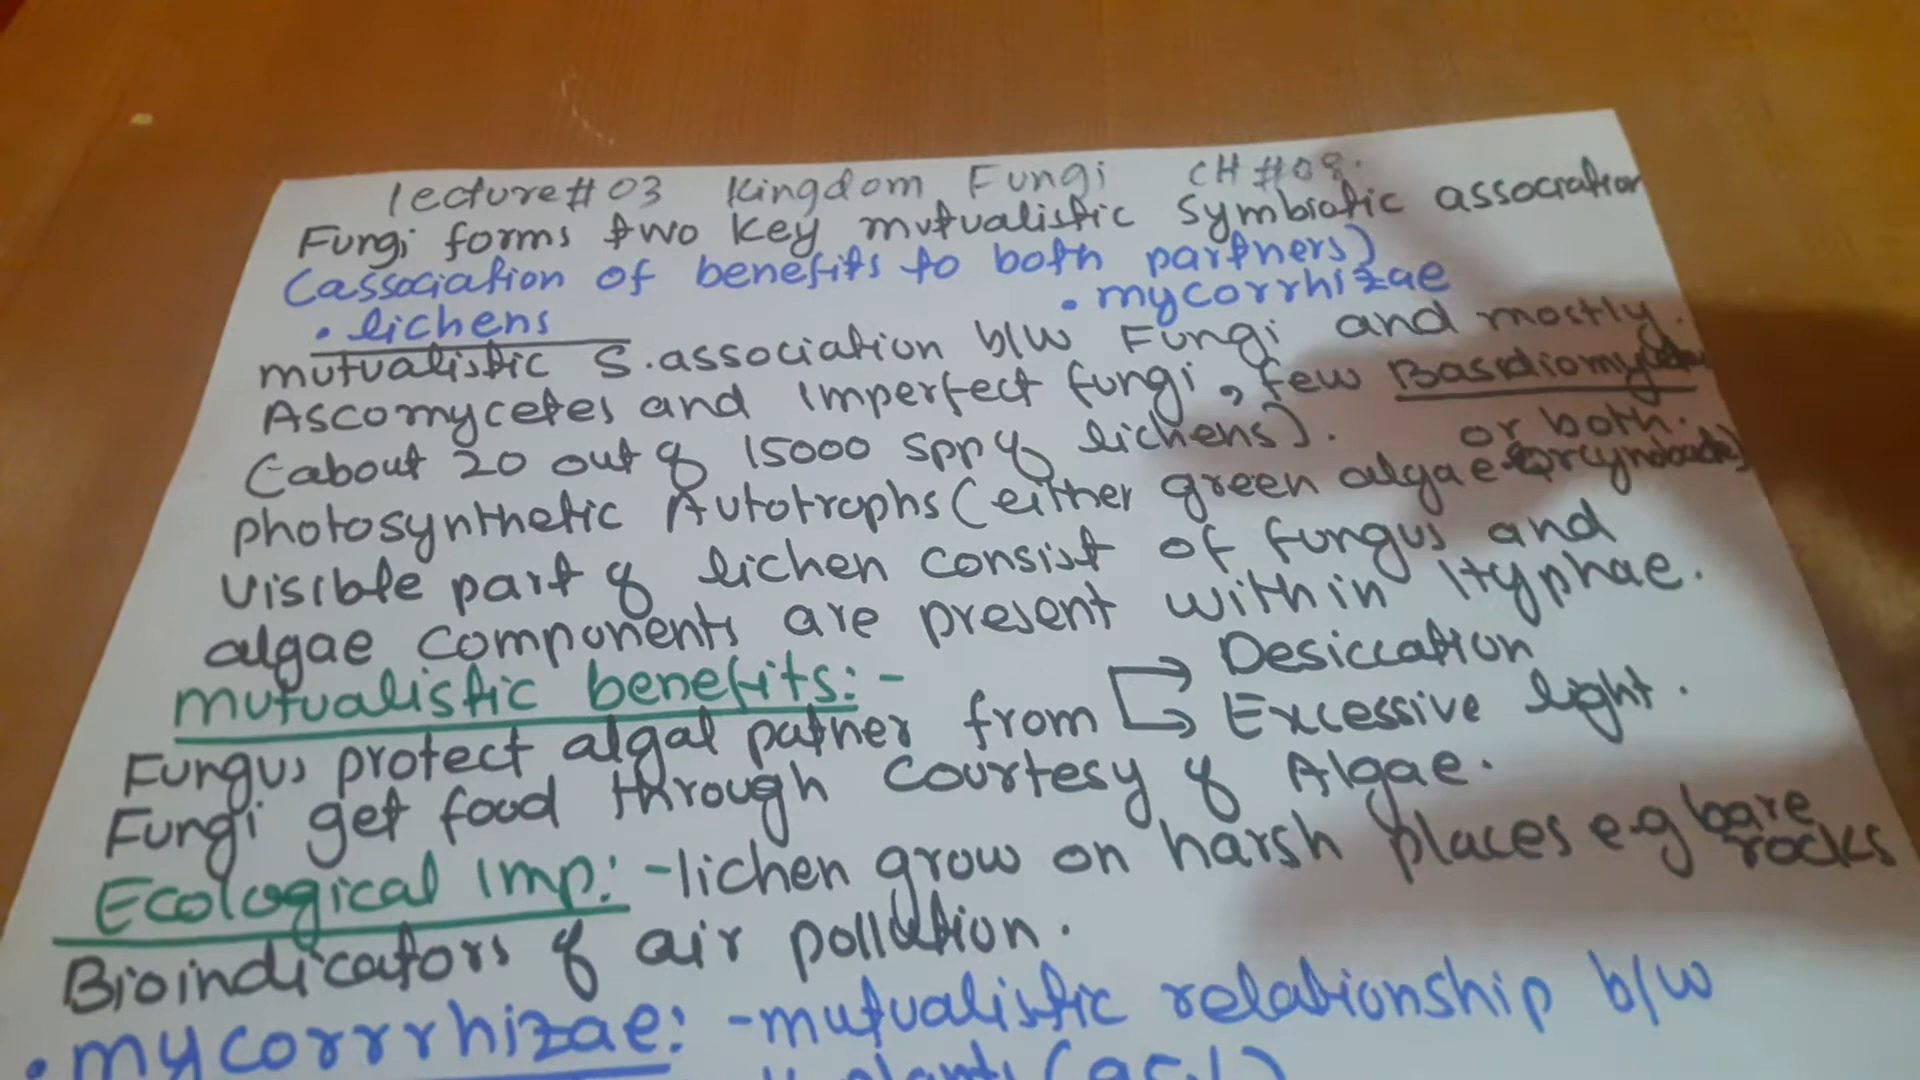 lecture#03 Kingdom Fungi CH#08.
Fungi forms two key mutualistic symbiotic association
(association of benefits to both partners)
• lichens • mycorrhizae
mutualistic S.association b/w Fungi and mostly.
Ascomycetes and imperfect fungi, few
(about 20 out of 15000 spp of lichens). or both.
photosynthetic Autotrophs (either green algae or
visible part of lichen consist of fungus and
algae components are present within Hyphae.
mutualistic benefits:-
Fungus protect algal patner from → Desiccation
→ Excessive light.
Fungi get food through courtesy of Algae.
Ecological Imp:-lichen grow on harsh places e.g bare
rocks
Bioindicators of air pollution.
• mycorrrhizae: -mutualistic relationship b/w